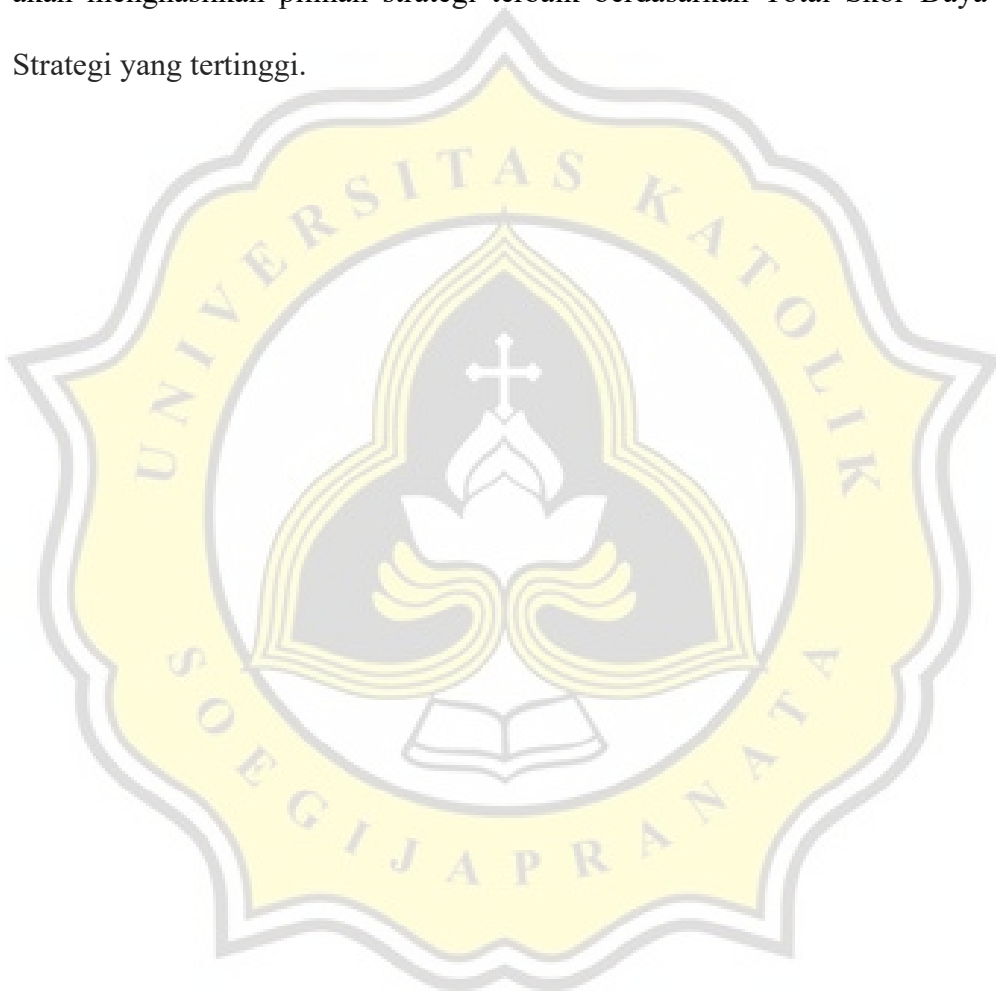 akan menghasilkan pilihan strategi terbaik berdasarkan Total Skor Daya
Strategi yang tertinggi.
UNIVERSITAS KATOLIK
SOEGIJAPRANATA